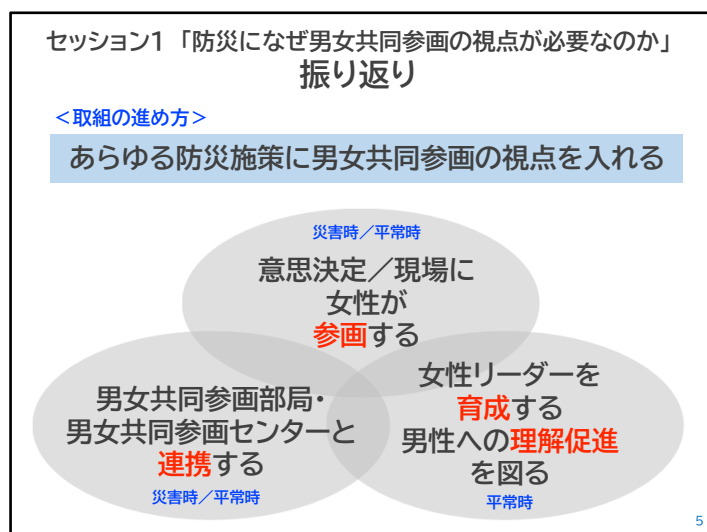 セッション1 「防災になぜ男女共同参画の視点が必要なのか」
振り返り
＜取組の進め方＞
あらゆる防災施策に男女共同参画の視点を入れる
災害時／平常時
意思決定／現場に
女性が
参画する
男女共同参画部局・
男女共同参画センターと
連携する
災害時／平常時
女性リーダーを
育成する
男性への理解促進
を図る
平常時
5